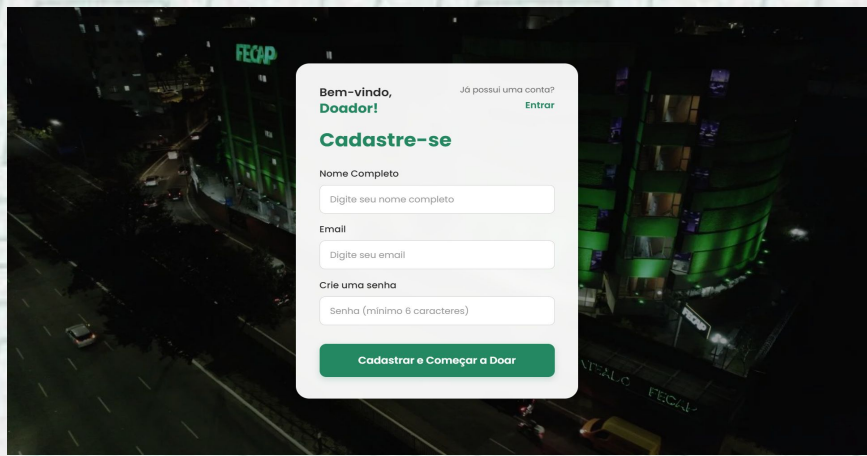 FECAP
Bem-vindo,
Doador!
Já possui uma conta?
Entrar
Cadastre-se
Nome Completo
Digite seu nome completo
Email
Digite seu email
Crie uma senha
Senha (mínimo 6 caracteres)
Cadastrar e Começar a Doar
FECAP
FECAP